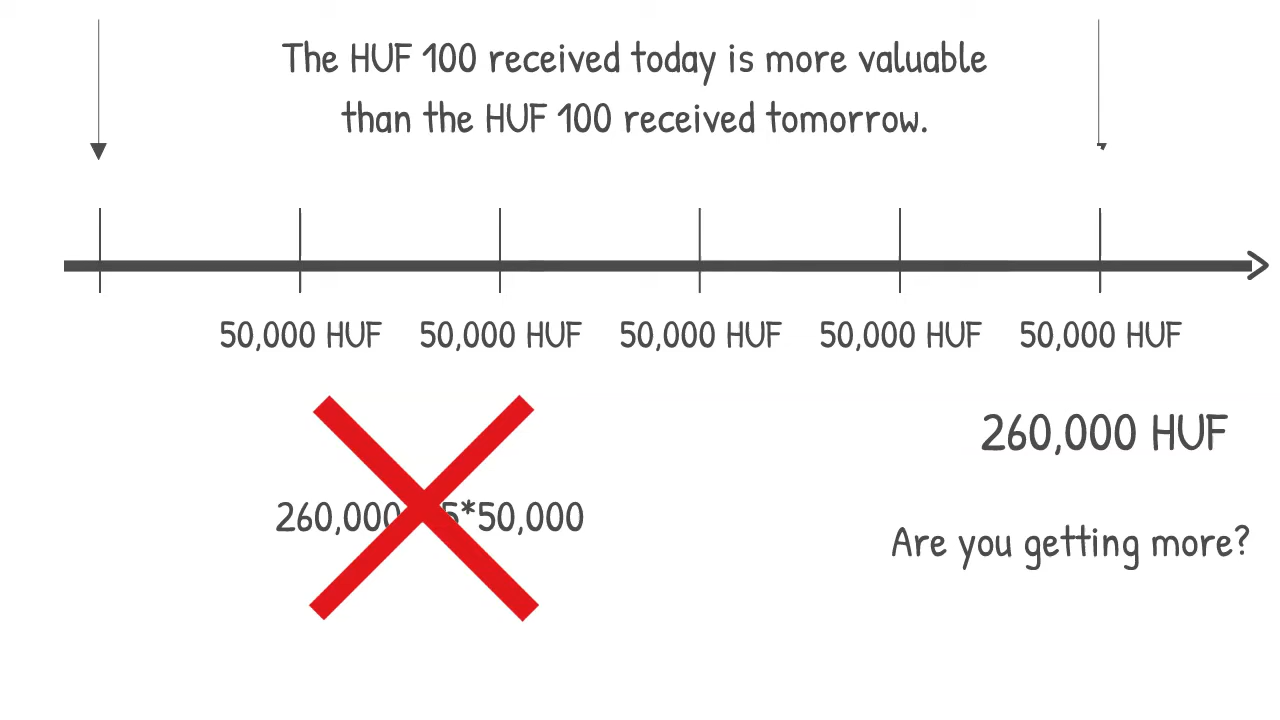 The HUF 100 received today is more valuable
than the HUF 100 received tomorrow.
50,000 HUF 50,000 HUF 50,000 HUF 50,000 HUF 50,000 HUF
260,000 HUF
260,000 5*50,000
Are you getting more?